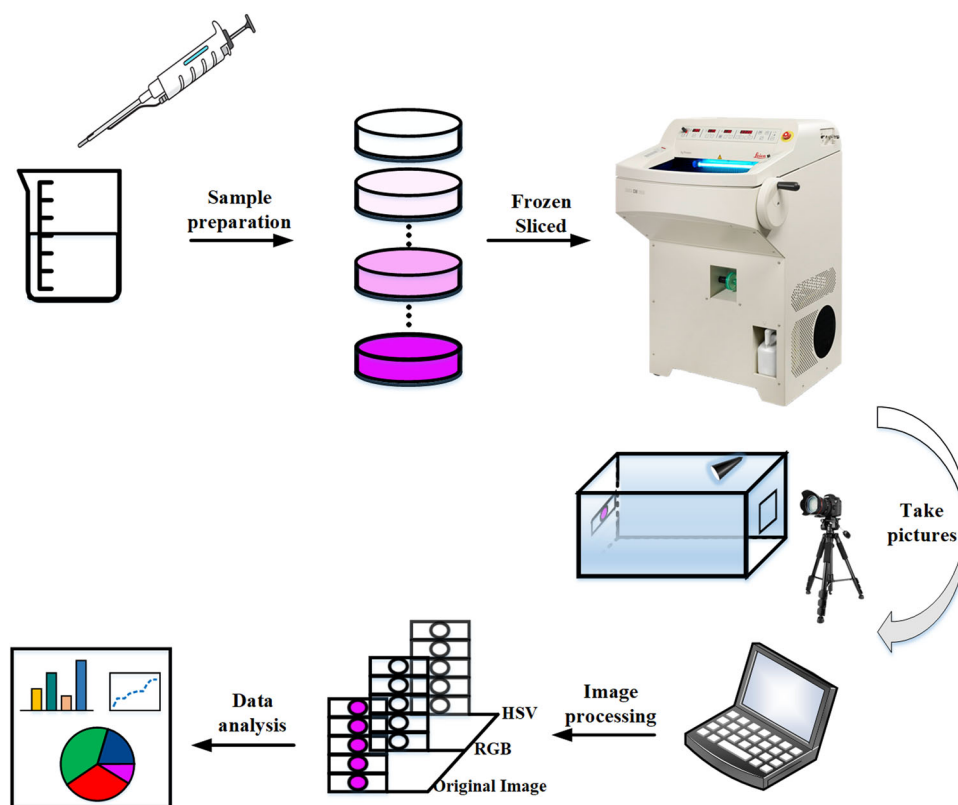 Sample
preparation
Frozen
Sliced
Take
pictures
Image
processing
HSV
RGB
Original Image
Data
analysis